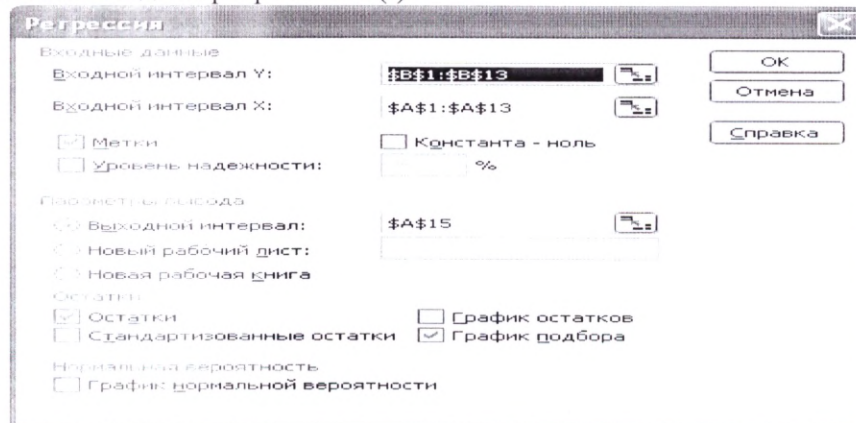 Регрессия
Входные данные
Входной интервал Y: $B$1:$B$13
Входной интервал X: $A$1:$A$13
Метки Константа - ноль
Уровень надежности: %
Параметры вывода
Выходной интервал: $A$15
Новый рабочий лист:
Новая рабочая книга
Остатки
Остатки График остатков
Стандартизованные остатки График подбора
Нормальная вероятность
График нормальной вероятности
ОК
Отмена
Справка